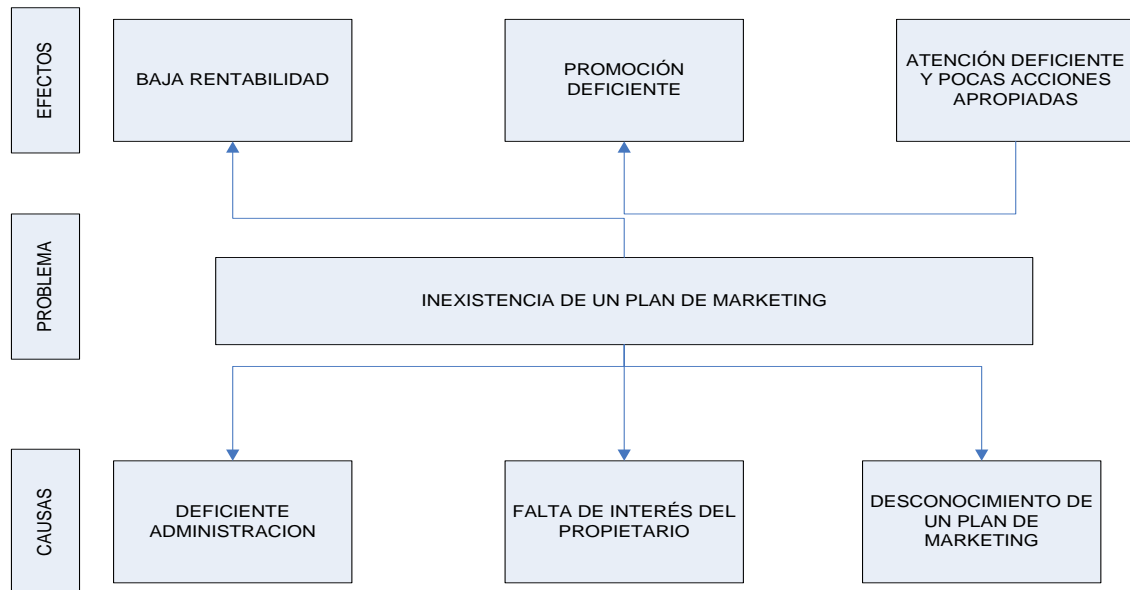 EFECTOS
BAJA RENTABILIDAD
PROMOCIÓN
DEFICIENTE
ATENCIÓN DEFICIENTE
Y POCAS ACCIONES
APROPIADAS
PROBLEMA
INEXISTENCIA DE UN PLAN DE MARKETING
CAUSAS
DEFICIENTE
ADMINISTRACION
FALTA DE INTERÉS DEL
PROPIETARIO
DESCONOCIMIENTO DE
UN PLAN DE
MARKETING